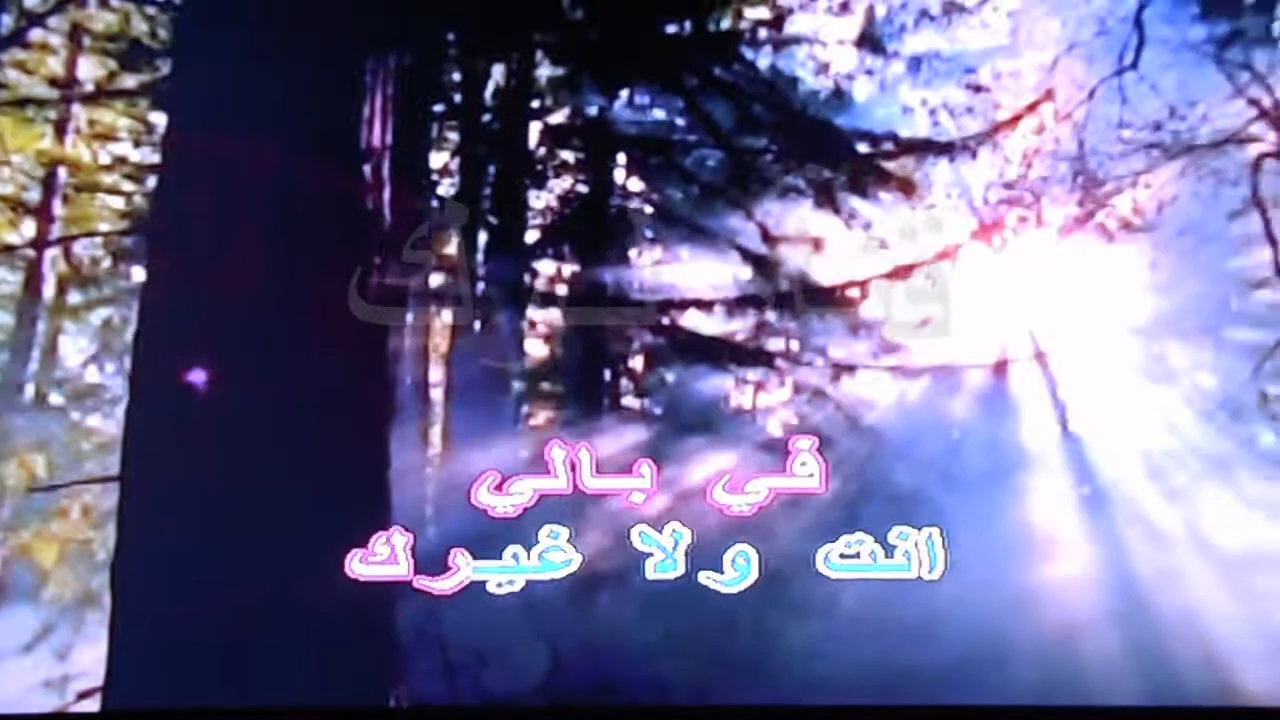 في بالي
انت ولا غيرك